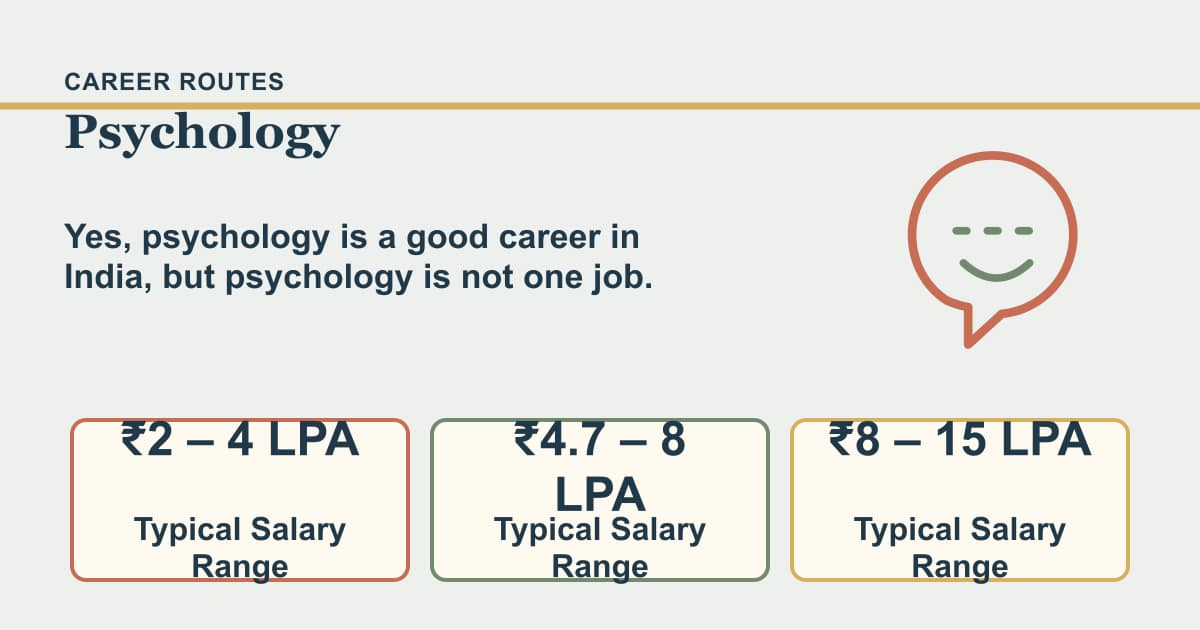 CAREER ROUTES
Psychology
Yes, psychology is a good career in
India, but psychology is not one job.
₹2 – 4 LPA
Typical Salary
Range
₹4.7 – 8
LPA
Typical Salary
Range
₹8 – 15 LPA
Typical Salary
Range